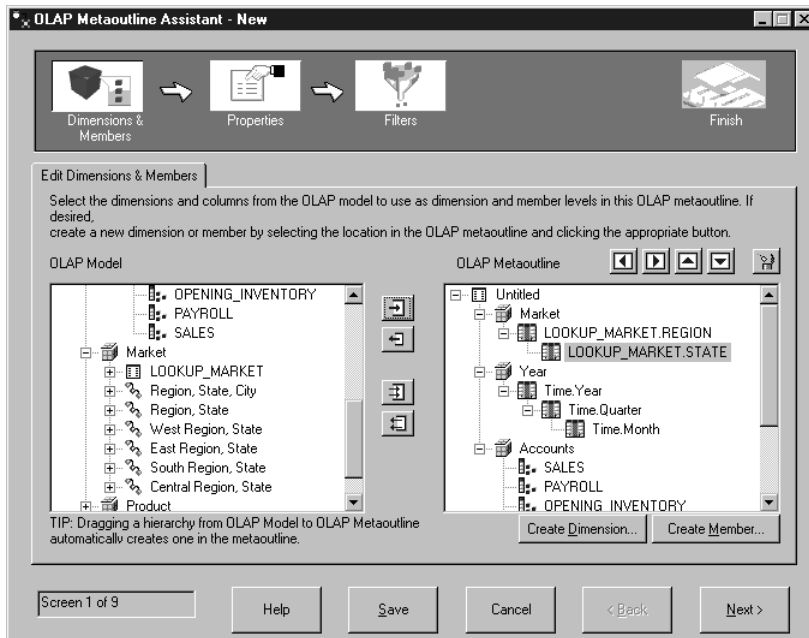 OLAP Metaoutline Assistant - New
Dimensions &
Members
Properties
Filters
Finish
Edit Dimensions & Members
Select the dimensions and columns from the OLAP model to use as dimension and member levels in this OLAP metaoutline. If
desired,
create a new dimension or member by selecting the location in the OLAP metaoutline and clicking the appropriate button.
OLAP Model
OPENING_INVENTORY
PAYROLL
SALES
Market
LOOKUP_MARKET
Region, State, City
Region, State
West Region, State
East Region, State
South Region, State
Central Region, State
Product
TIP: Dragging a hierarchy from OLAP Model to OLAP Metaoutline
automatically creates one in the metaoutline.
OLAP Metaoutline
Untitled
Market
LOOKUP_MARKET.REGION
LOOKUP_MARKET.STATE
Year
Time.Year
Time.Quarter
Time.Month
Accounts
SALES
PAYROLL
OPENING_INVENTORY
Create Dimension...
Create Member...
Screen 1 of 9
Help
Save
Cancel
< Back
Next >